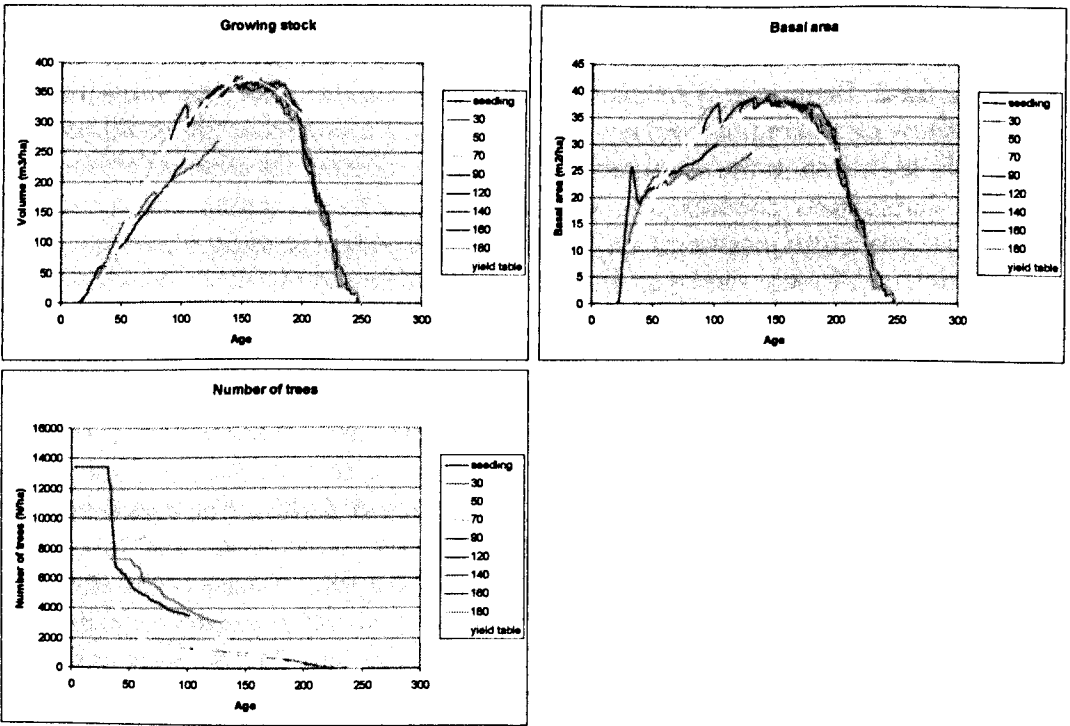 Growing stock
Volume (m3/ha)
400
350
300
250
200
150
100
50
0
0 50 100 150 200 250 300
Age
seedling
30
50
70
90
120
140
160
180
yield table
Basal area
Basal area (m2/ha)
45
40
35
30
25
20
15
10
5
0
0 50 100 150 200 250 300
Age
seedling
30
50
70
90
120
140
160
180
yield table
Number of trees
Number of trees (N/ha)
16000
14000
12000
10000
8000
6000
4000
2000
0
0 50 100 150 200 250 300
Age
seedling
30
50
70
90
120
140
160
180
yield table